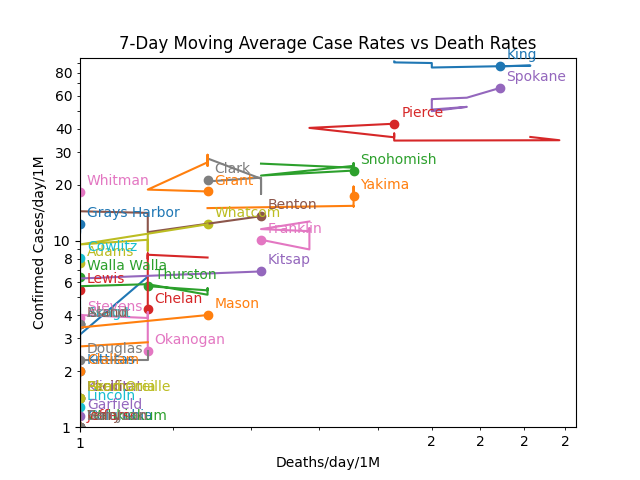 7-Day Moving Average Case Rates vs Death Rates
King
Spokane
Pierce
Snohomish
Clark
Whitman
Grant
Yakima
Benton
Grays Harbor
Whatcom
Franklin
Cowlitz
Adams
Walla Walla
Kitsap
Lewis
Thurston
Chelan
Stevens
Mason
Okanogan
Douglas
Kittitas
Lincoln
Garfield
Confirmed Cases/day/1M
80
60
40
30
20
10
8
6
4
3
2
1
1
2
2
2
2
Deaths/day/1M